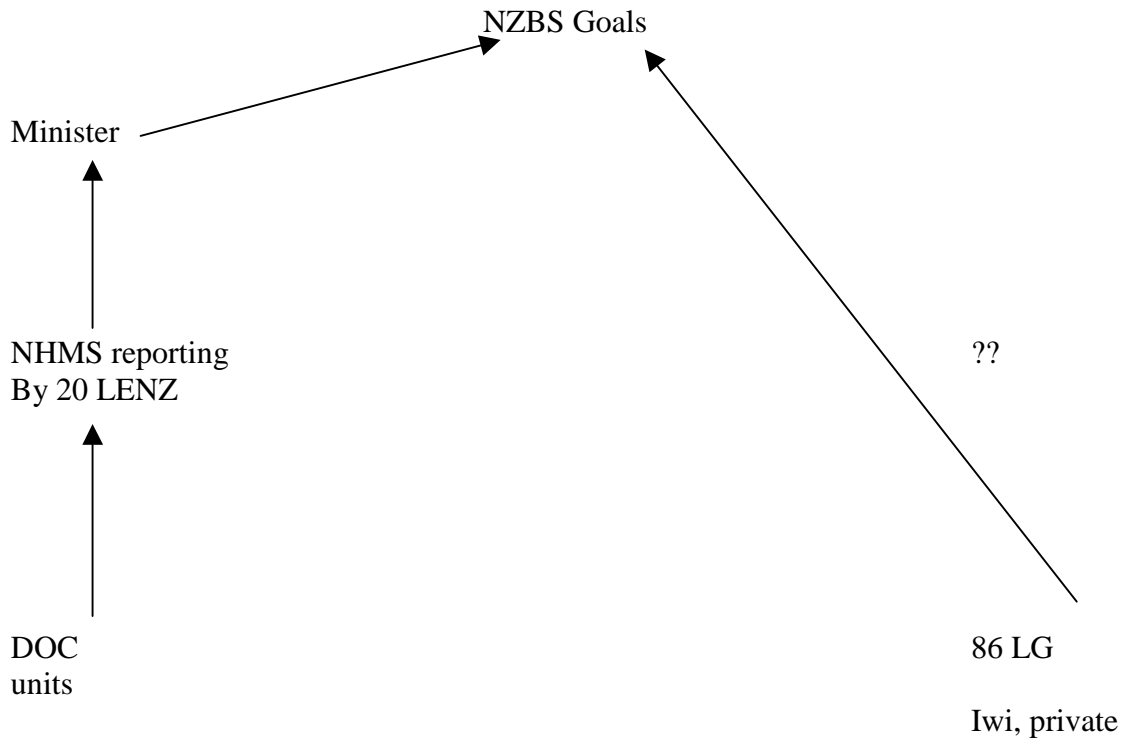 NZBS Goals
Minister
NHMS reporting
By 20 LENZ
??
DOC
units
86 LG
Iwi, private